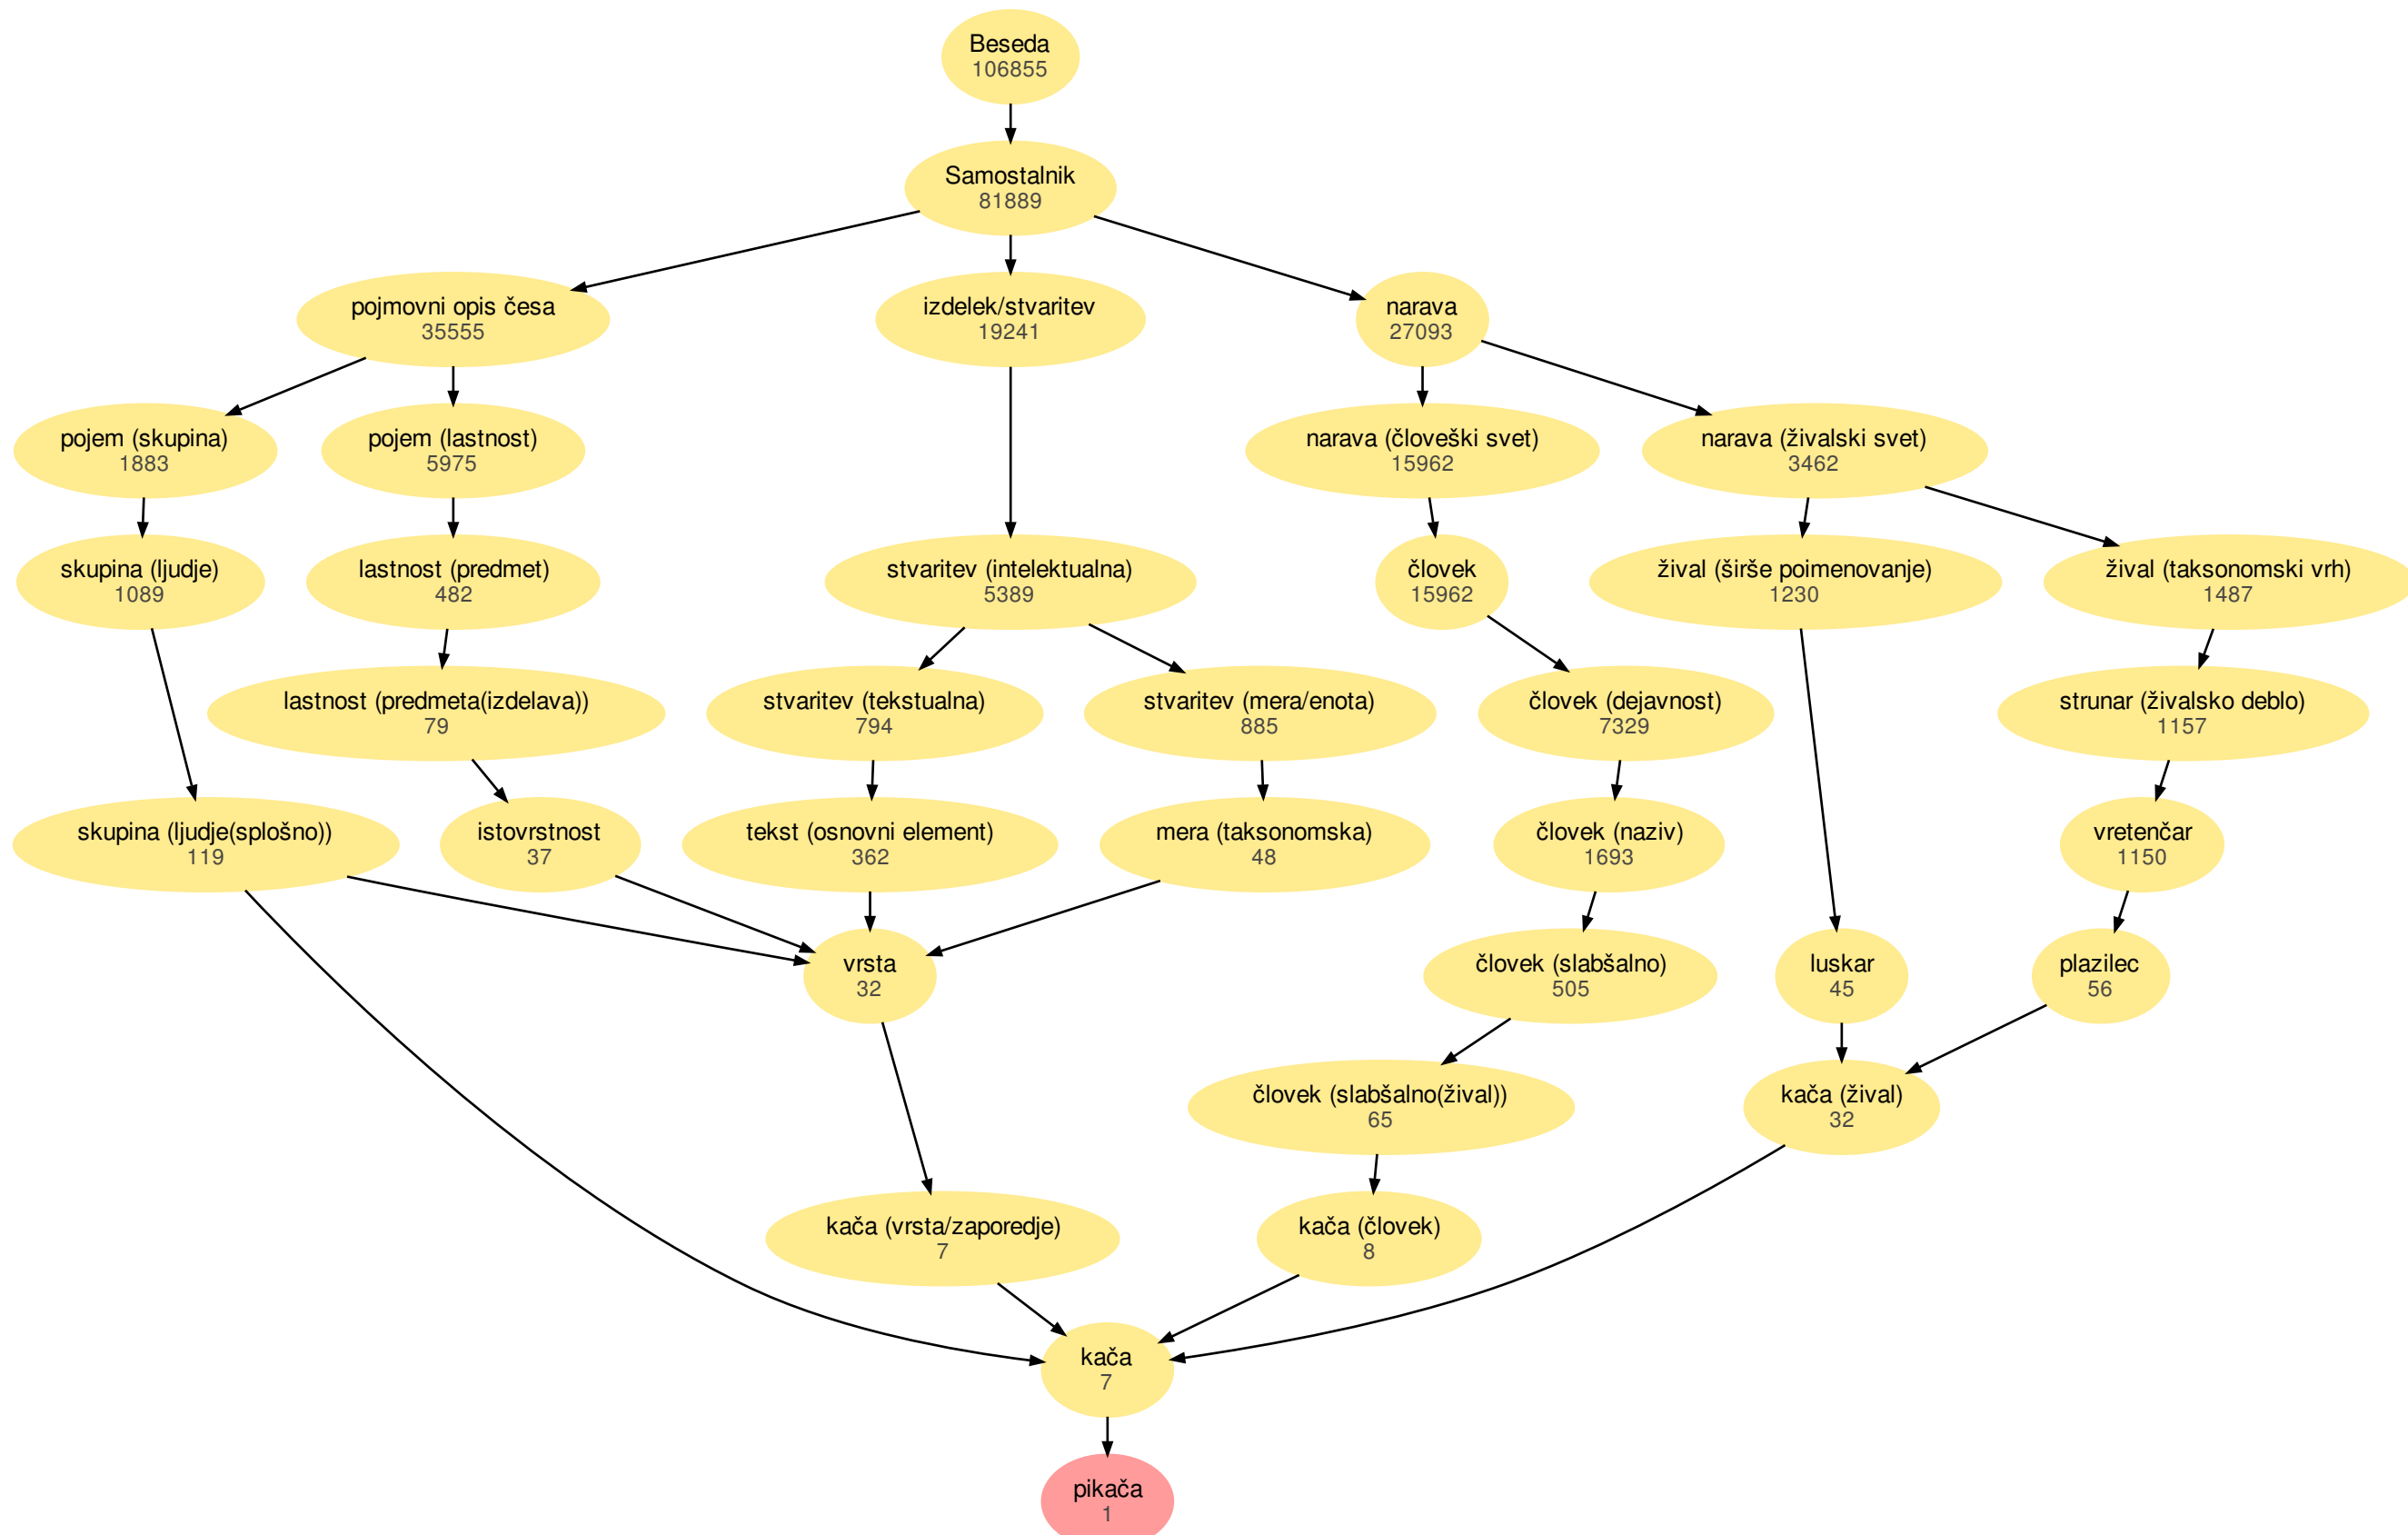 Beseda
106855
Samostalnik
81889
pojmovni opis česa
35555
izdelek/stvaritev
19241
narava
27093
pojem (skupina)
1883
pojem (lastnost)
5975
narava (človeški svet)
15962
narava (živalski svet)
3462
skupina (ljudje)
1089
lastnost (predmet)
482
stvaritev (intelektualna)
5389
človek
15962
žival (širše poimenovanje)
1230
žival (taksonomski vrh)
1487
lastnost (predmeta(izdelava))
79
stvaritev (tekstualna)
794
stvaritev (mera/enota)
885
človek (dejavnost)
7329
strunar (živalsko deblo)
1157
skupina (ljudje(splošno))
119
istovrstnost
37
tekst (osnovni element)
362
mera (taksonomska)
48
človek (naziv)
1693
vretenčar
1150
vrsta
32
človek (slabšalno)
505
luskar
45
plazilec
56
človek (slabšalno(žival))
65
kača (žival)
32
kača (vrsta/zaporedje)
7
kača (človek)
8
kača
7
pikača
1